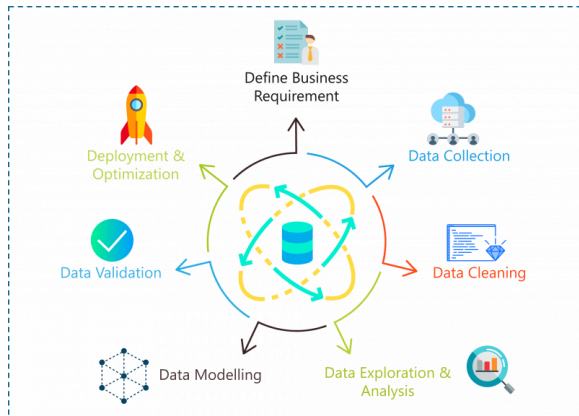 Define Business
Requirement
Data Collection
Data Cleaning
Data Exploration &
Analysis
Data Modelling
Data Validation
Deployment &
Optimization